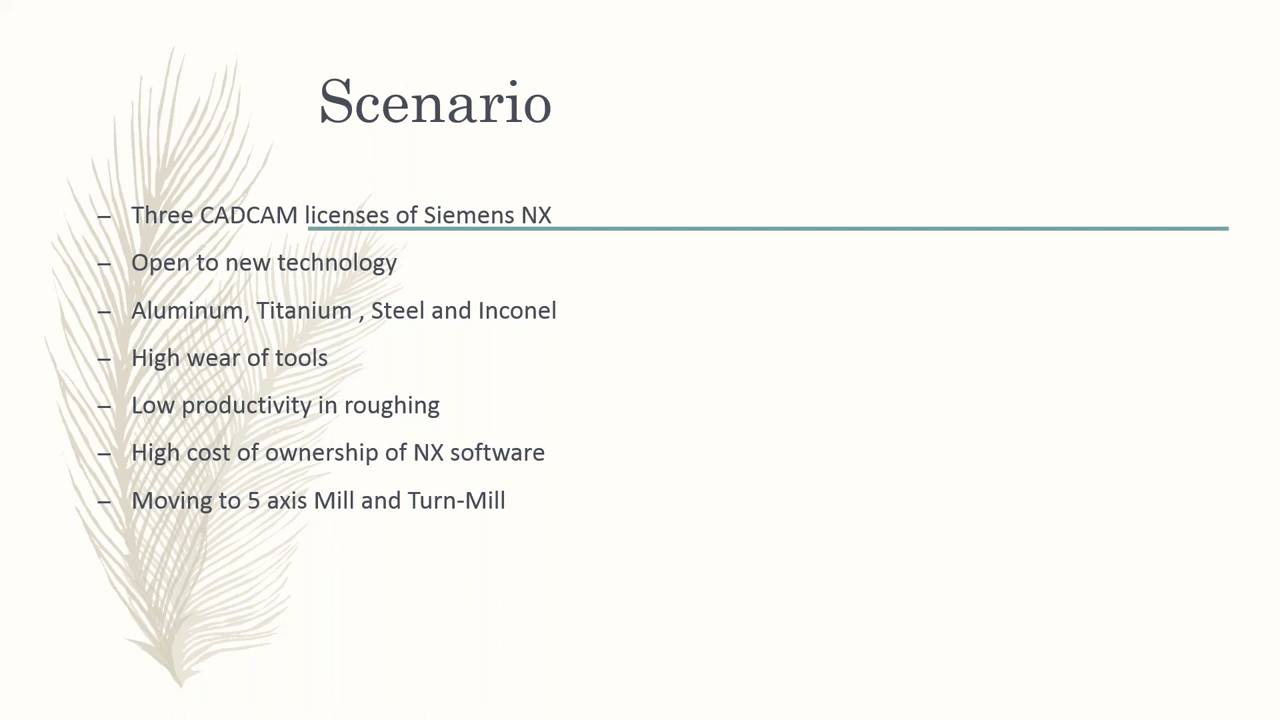 Scenario
– Three CADCAM licenses of Siemens NX
– Open to new technology
– Aluminum, Titanium , Steel and Inconel
– High wear of tools
– Low productivity in roughing
– High cost of ownership of NX software
– Moving to 5 axis Mill and Turn-Mill